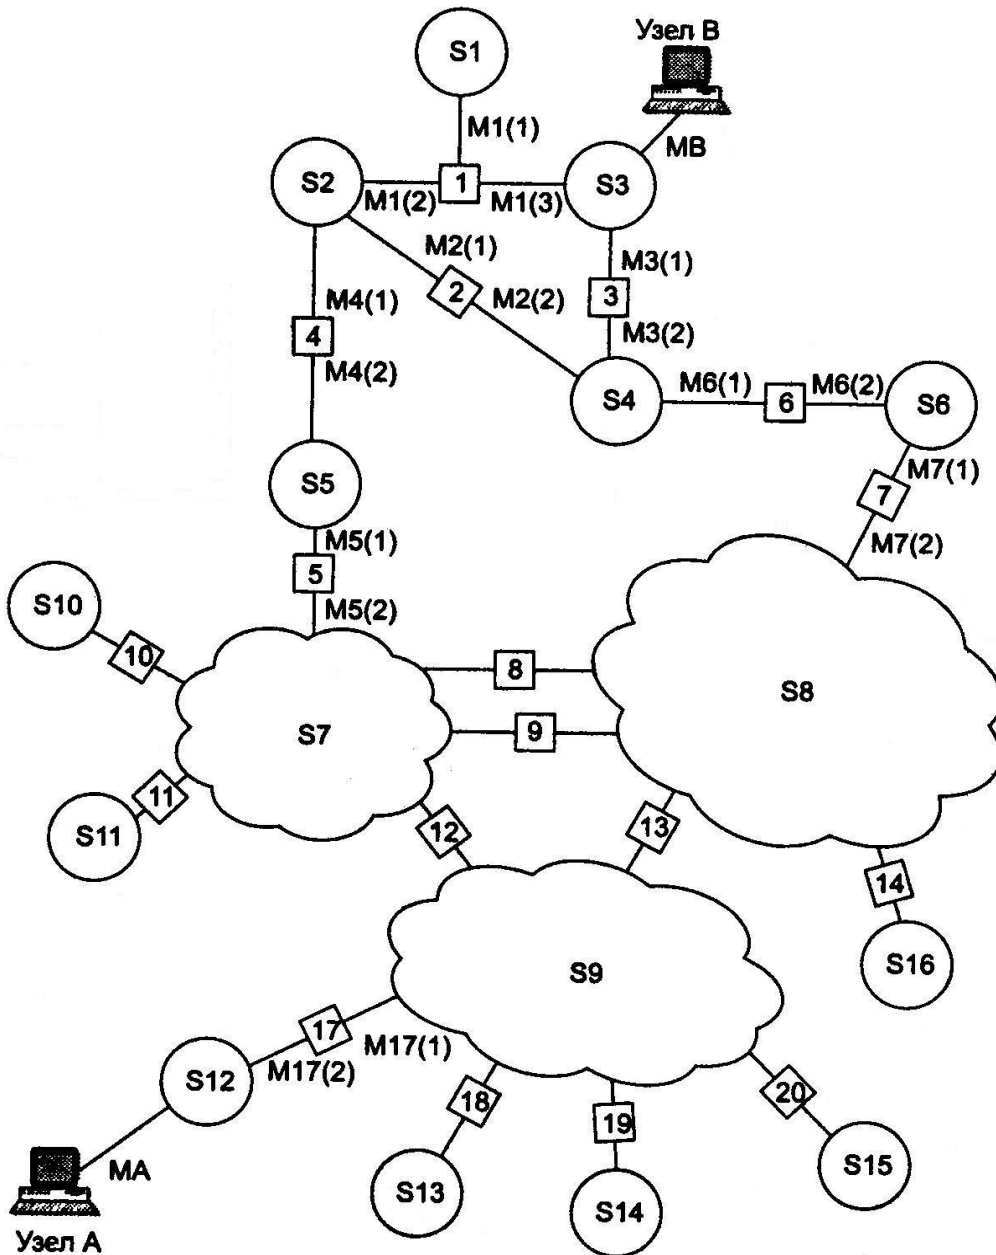 Узел B
S1
M1(1)
MB
S2
1
S3
M1(2)
M1(3)
M2(1)
M3(1)
2
M2(2)
3
M4(1)
4
M3(2)
M4(2)
M6(1)
M6(2)
S4
6
S6
M7(1)
S5
7
M5(1)
M7(2)
5
S10
M5(2)
10
8
S8
S7
9
11
S11
12
13
14
S9
S16
17
M17(1)
M17(2)
S12
18
19
20
MA
S13
S14
S15
Узел A